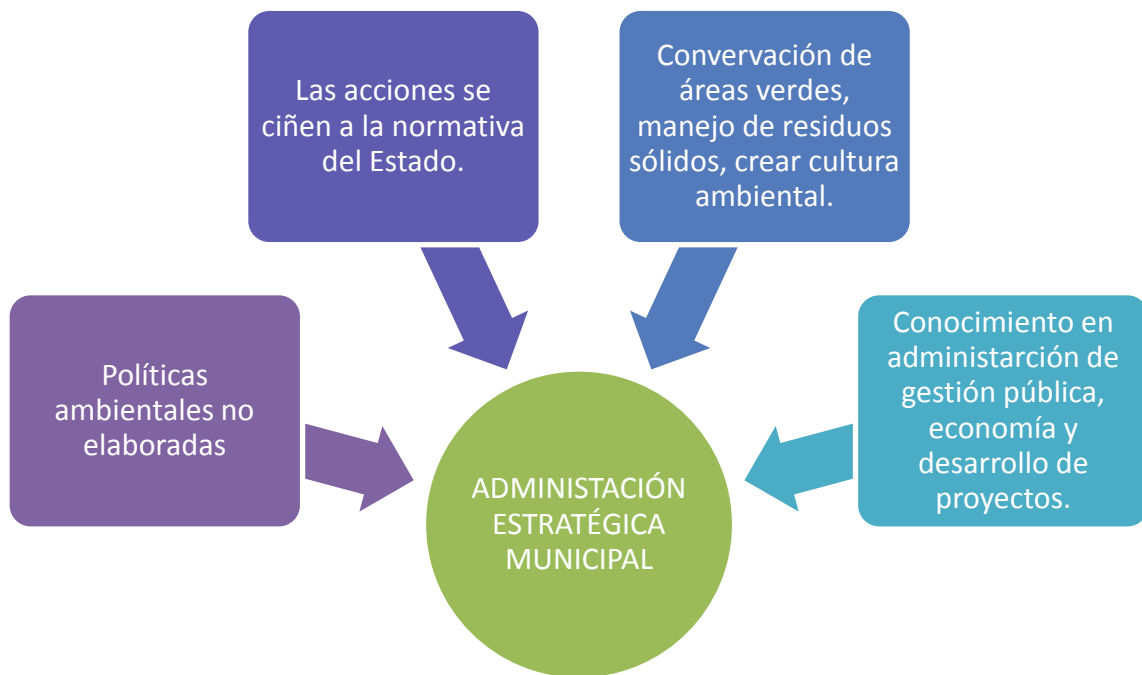 Políticas
ambientales no
elaboradas
Las acciones se
ciñen a la normativa
del Estado.
Convervación de
áreas verdes,
manejo de residuos
sólidos, crear cultura
ambiental.
Conocimiento en
administarción de
gestión pública,
economía y
desarrollo de
proyectos.
ADMINISTACIÓN
ESTRATÉGICA
MUNICIPAL